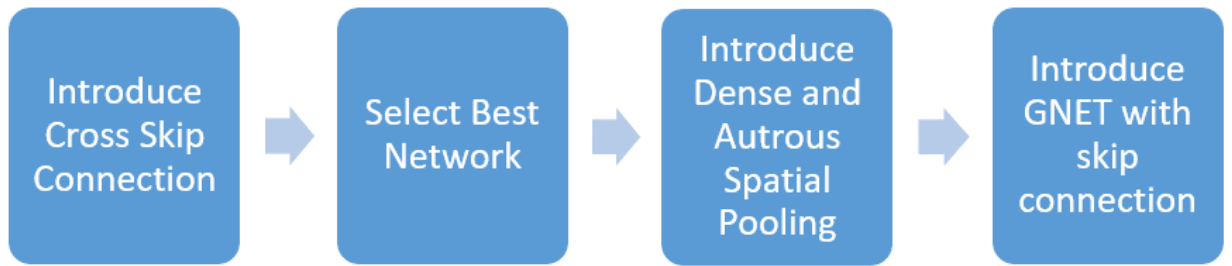 Introduce
Cross Skip
Connection
Select Best
Network
Introduce
Dense and
Autrous
Spatial
Pooling
Introduce
GNET with
skip
connection